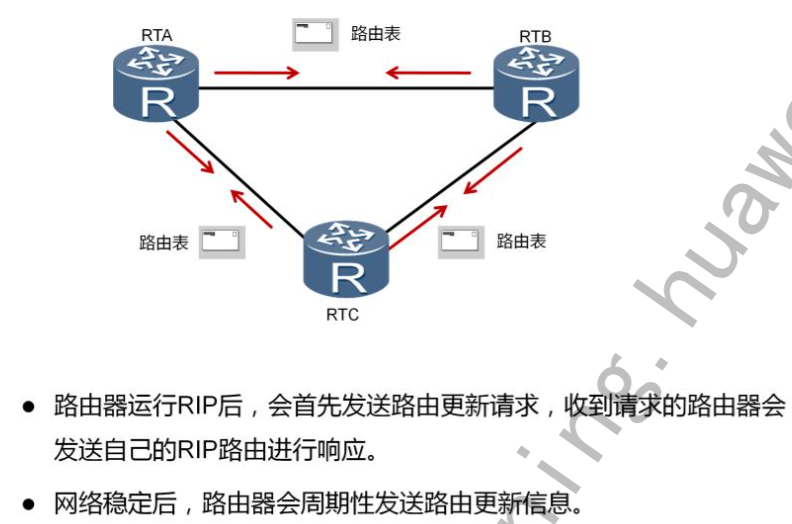 路由表
RTA
RTB
R
R
路由表
路由表
R
RTC
● 路由器运行RIP后，会首先发送路由更新请求，收到请求的路由器会
发送自己的RIP路由进行响应。
● 网络稳定后，路由器会周期性发送路由更新信息。
ning.huawe